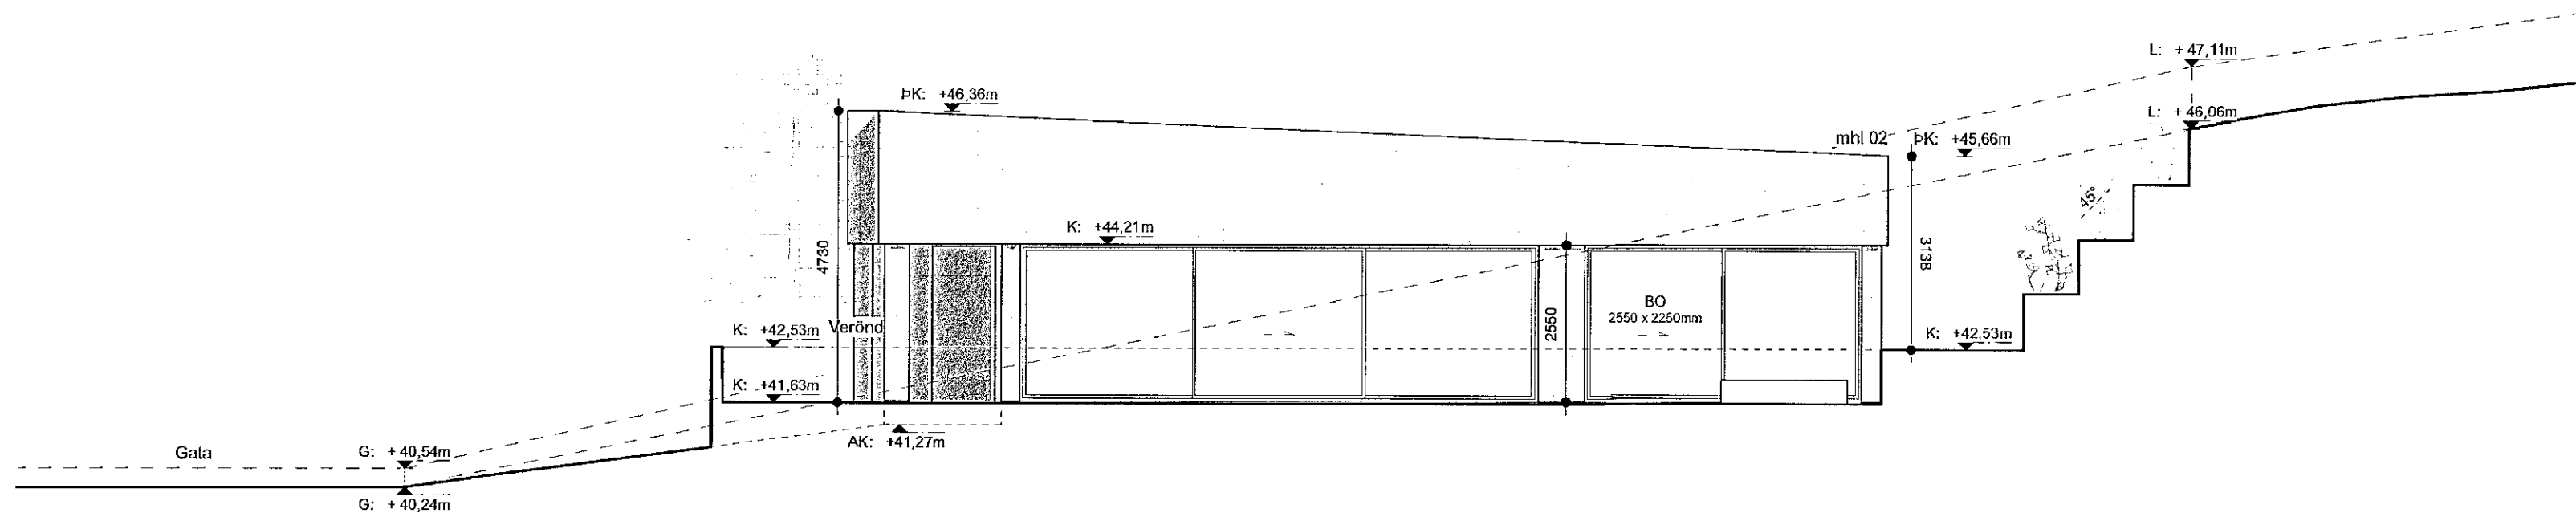 L: + 47,11m
ÞK: +46,36m
L: + 46,06m
mhl 02
ÞK: +45,66m
45°
K: +44,21m
4730
3138
K: +42,53m
Verönd
2550
BO
2550 x 2250mm
K: +42,53m
K: +41,63m
AK: +41,27m
Gata
G: + 40,54m
G: + 40,24m